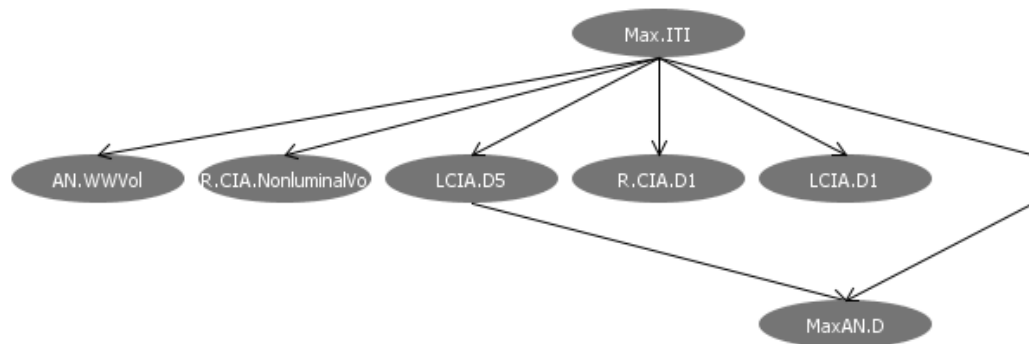 Max.ITI
AN.WWVol
R.CIA.NonluminalVo
LCIA.D5
R.CIA.D1
LCIA.D1
MaxAN.D